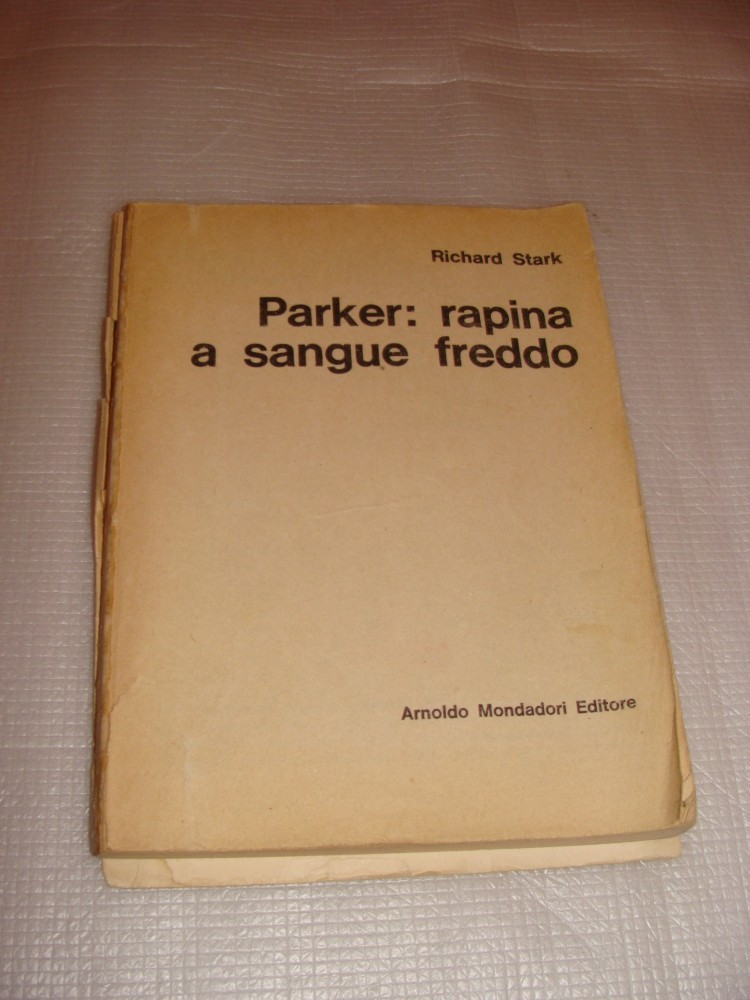 Richard Stark
Parker: rapina
a sangue freddo
Arnoldo Mondadori Editore